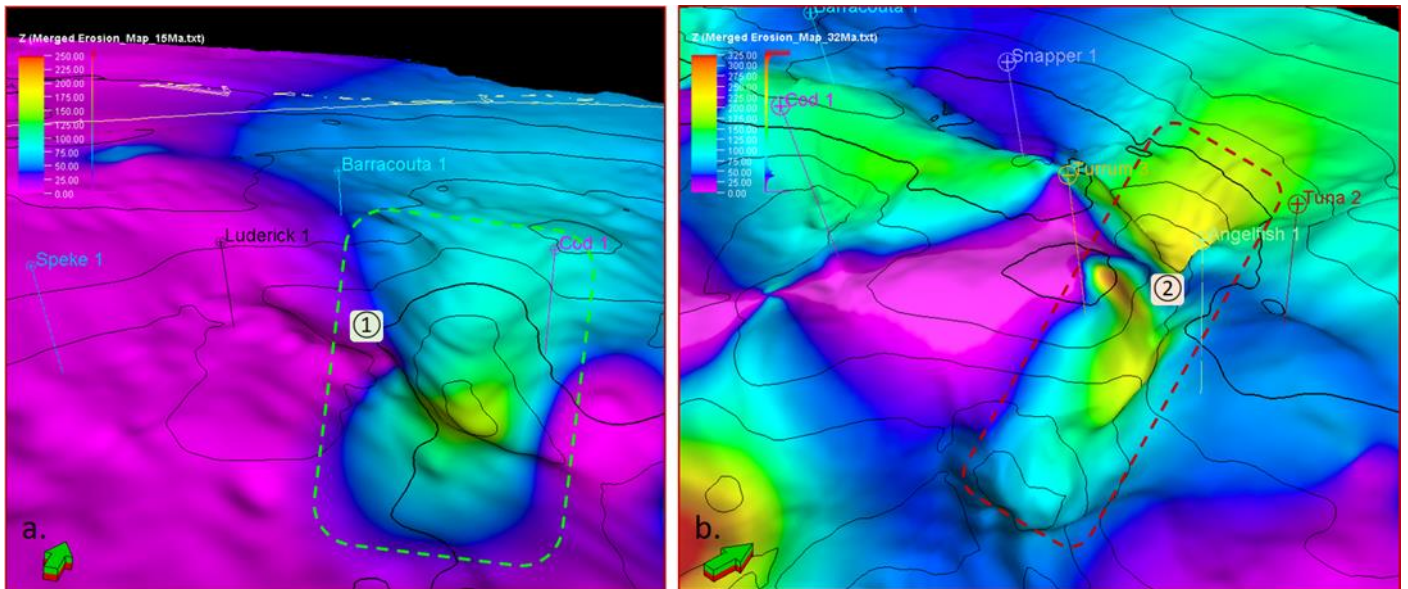 Z (Merged Erosion_Map_15Ma.txt)
250.00
225.00
200.00
175.00
150.00
125.00
100.00
75.00
50.00
25.00
0.00
Barracouta 1
Luderick 1
Cod 1
Speke 1
①
a.
Barracouta 1
Z (Merged Erosion_Map_32Ma.txt)
325.00
300.00
275.00
250.00
225.00
200.00
175.00
150.00
125.00
100.00
75.00
50.00
25.00
0.00
Snapper 1
Cod 1
Tuna 2
Angelfish 1
②
b.